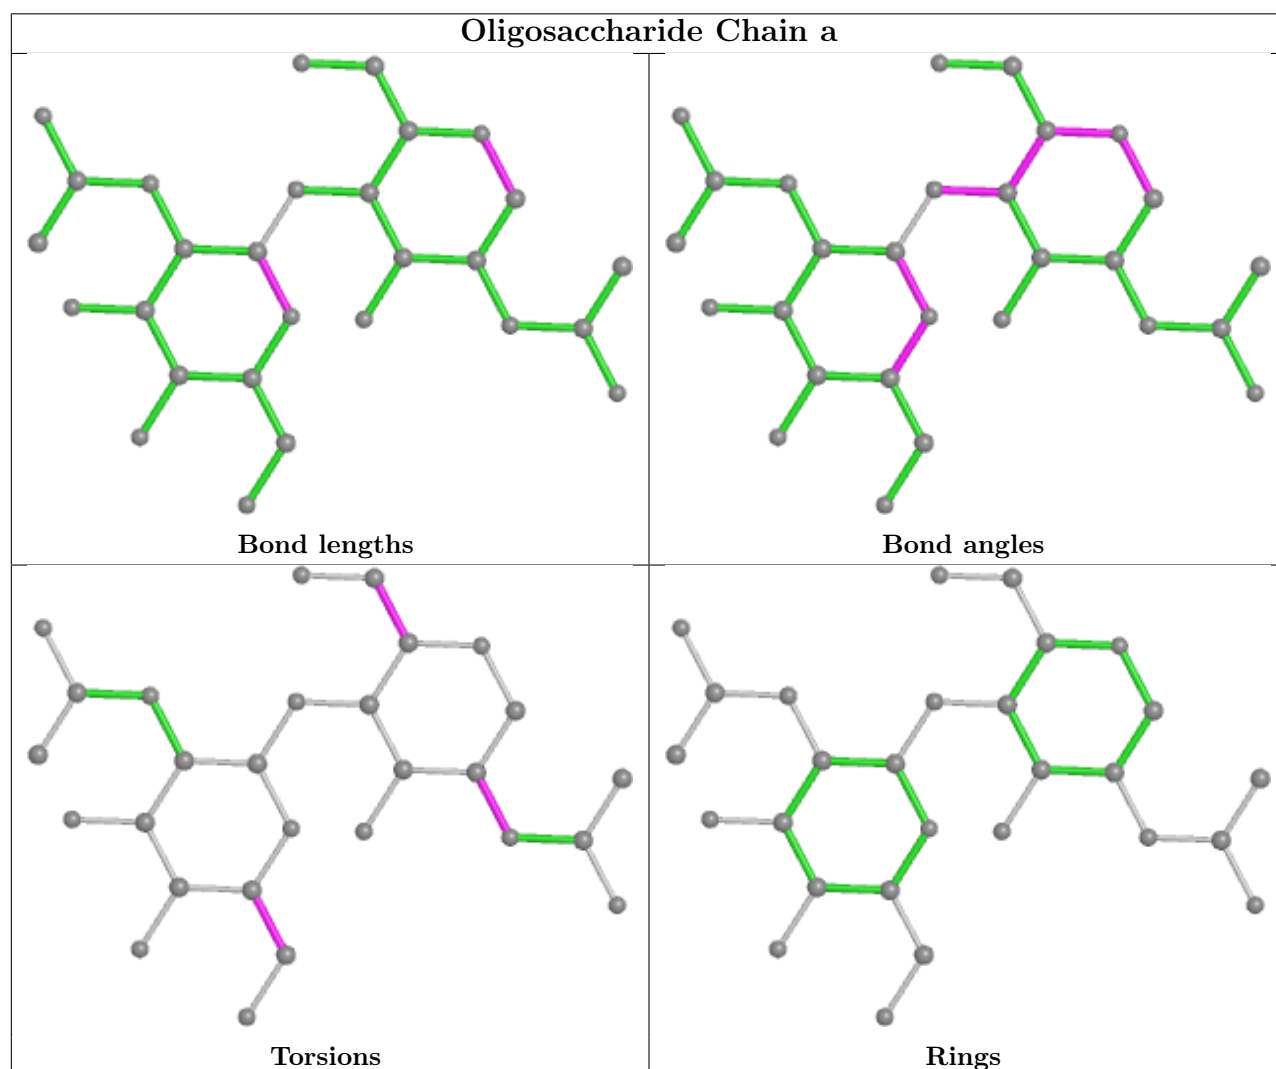 Oligosaccharide Chain a
Bond lengths
Bond angles
Torsions
Rings